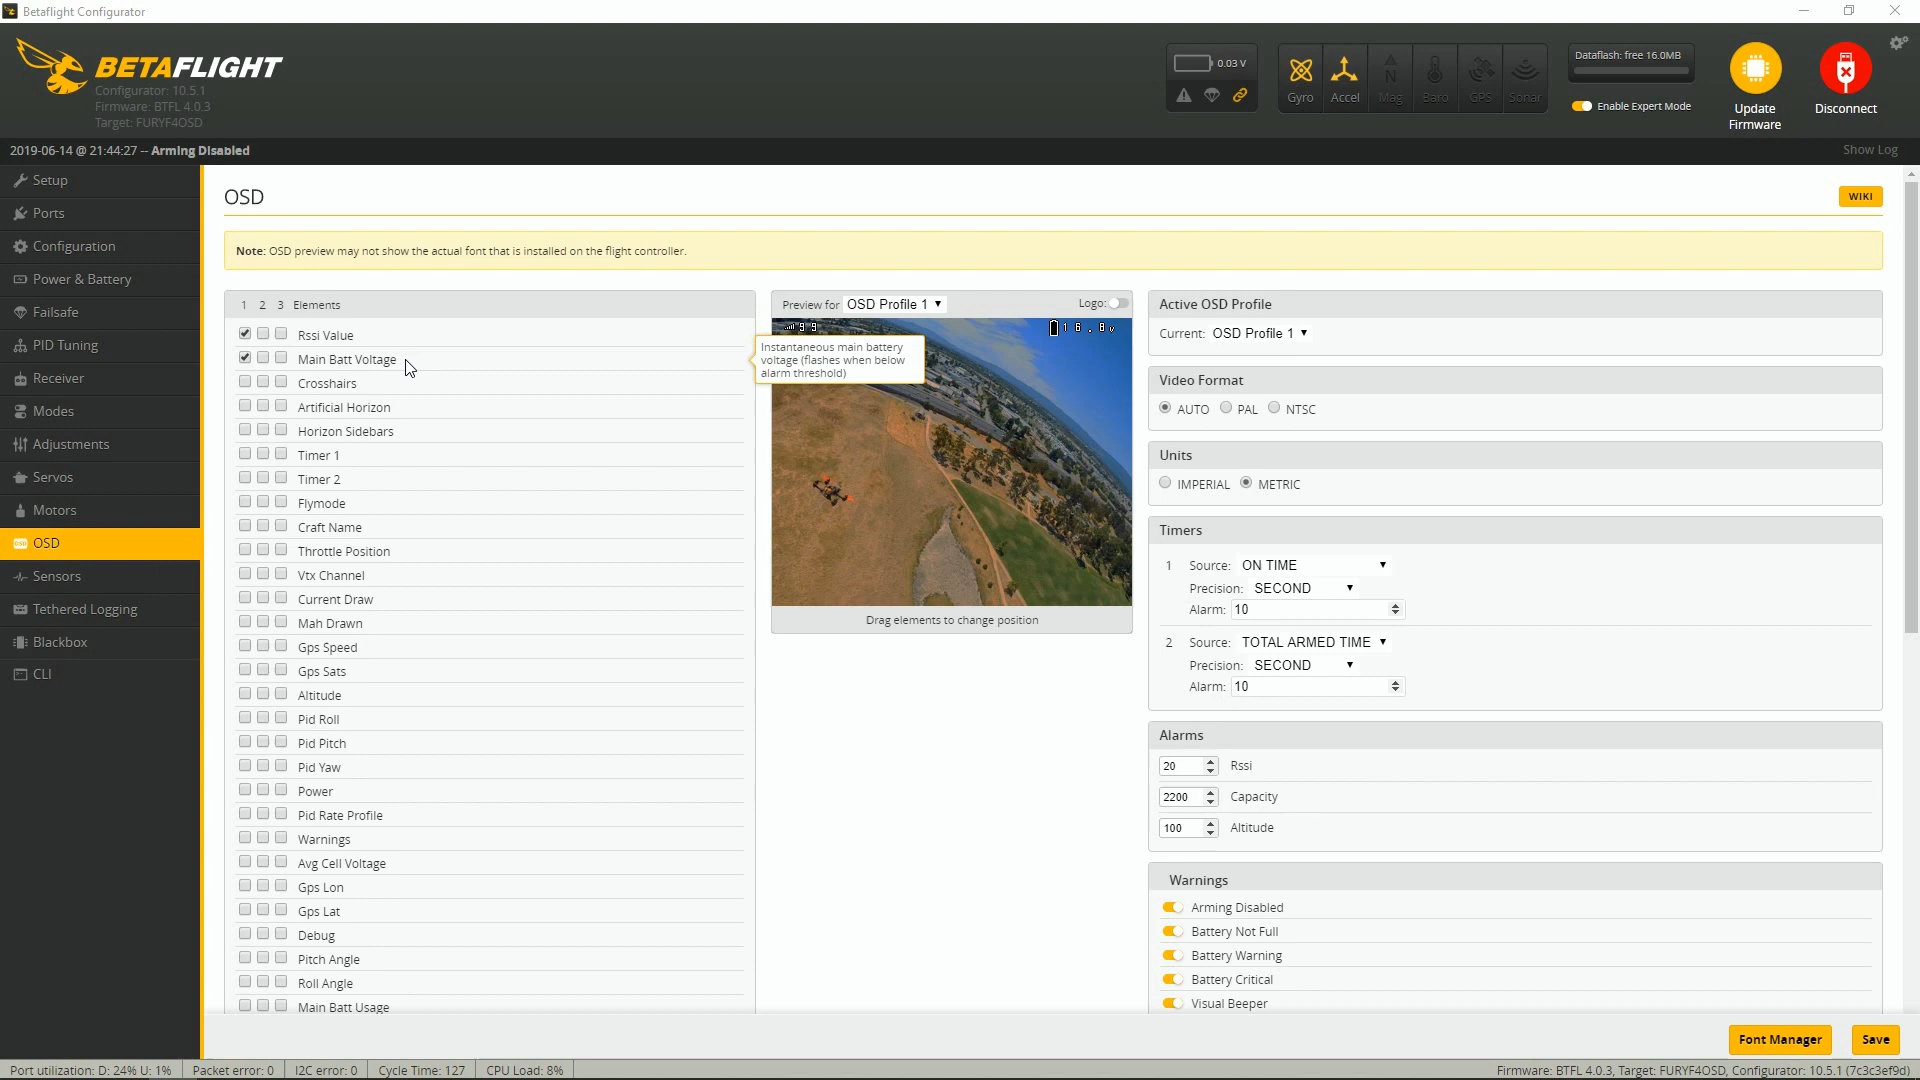 Betaflight Configurator
BETAFLIGHT
Configurator: 10.5.1
Firmware: BTFL 4.0.3
Target: FURYF4OSD
0.03 V
Gyro
Accel
Mag
Baro
GPS
Sonar
Dataflash: free 16.0MB
Enable Expert Mode
Update
Firmware
Disconnect
2019-06-14 @ 21:44:27 -- Arming Disabled
Show Log
Setup
Ports
Configuration
Power & Battery
Failsafe
PID Tuning
Receiver
Modes
Adjustments
Servos
Motors
OSD
Sensors
Tethered Logging
Blackbox
CLI
OSD
WIKI
Note: OSD preview may not show the actual font that is installed on the flight controller.
1 2 3 Elements
Rssi Value
Main Batt Voltage
Crosshairs
Artificial Horizon
Horizon Sidebars
Timer 1
Timer 2
Flymode
Craft Name
Throttle Position
Vtx Channel
Current Draw
Mah Drawn
Gps Speed
Gps Sats
Altitude
Pid Roll
Pid Pitch
Pid Yaw
Power
Pid Rate Profile
Warnings
Avg Cell Voltage
Gps Lon
Gps Lat
Debug
Pitch Angle
Roll Angle
Main Batt Usage
Preview for OSD Profile 1
Logo:
99
16.8V
Instantaneous main battery
voltage (flashes when below
alarm threshold)
Drag elements to change position
Active OSD Profile
Current: OSD Profile 1
Video Format
AUTO PAL NTSC
Units
IMPERIAL METRIC
Timers
1 Source: ON TIME
Precision: SECOND
Alarm: 10
2 Source: TOTAL ARMED TIME
Precision: SECOND
Alarm: 10
Alarms
20 Rssi
2200 Capacity
100 Altitude
Warnings
Arming Disabled
Battery Not Full
Battery Warning
Battery Critical
Visual Beeper
Font Manager
Save
Port utilization: D: 24% U: 1%
Packet error: 0
I2C error: 0
Cycle Time: 127
CPU Load: 8%
Firmware: BTFL 4.0.3, Target: FURYF4OSD, Configurator: 10.5.1 (7c3c3ef9d)